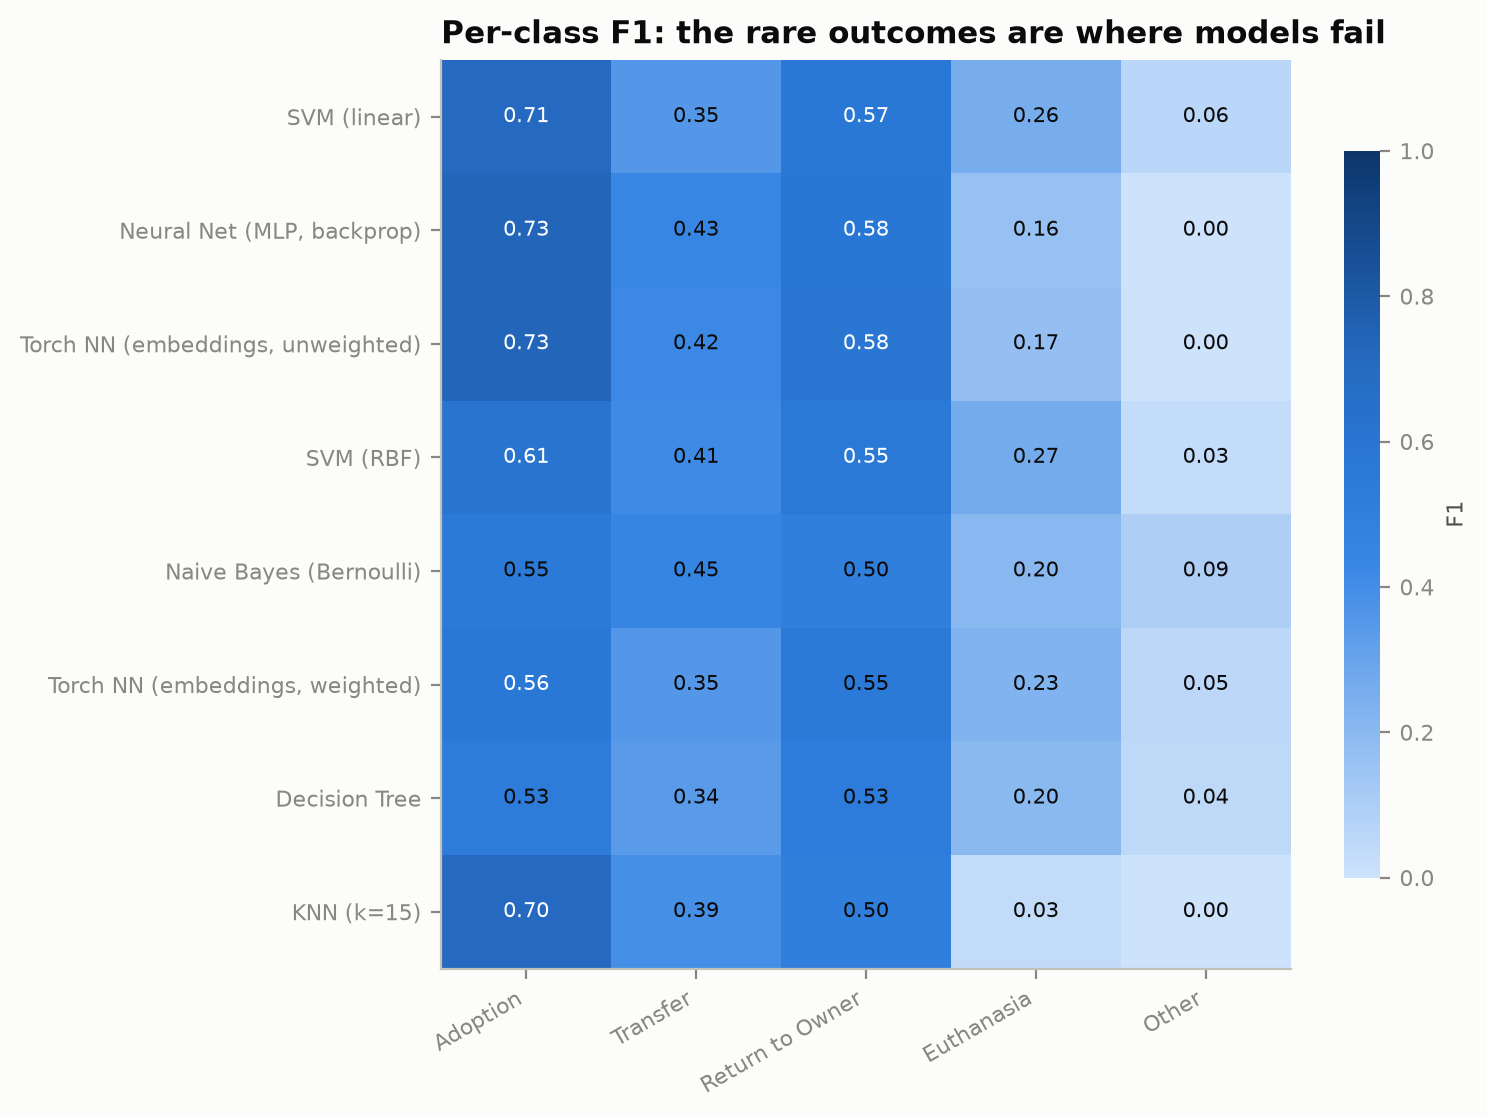 Per-class F1: the rare outcomes are where models fail
SVM (linear) 0.71 0.35 0.57 0.26 0.06
Neural Net (MLP, backprop) 0.73 0.43 0.58 0.16 0.00
Torch NN (embeddings, unweighted) 0.73 0.42 0.58 0.17 0.00
SVM (RBF) 0.61 0.41 0.55 0.27 0.03
Naive Bayes (Bernoulli) 0.55 0.45 0.50 0.20 0.09
Torch NN (embeddings, weighted) 0.56 0.35 0.55 0.23 0.05
Decision Tree 0.53 0.34 0.53 0.20 0.04
KNN (k=15) 0.70 0.39 0.50 0.03 0.00
Adoption Transfer Return to Owner Euthanasia Other
1.0
0.8
0.6
0.4
0.2
0.0
F1